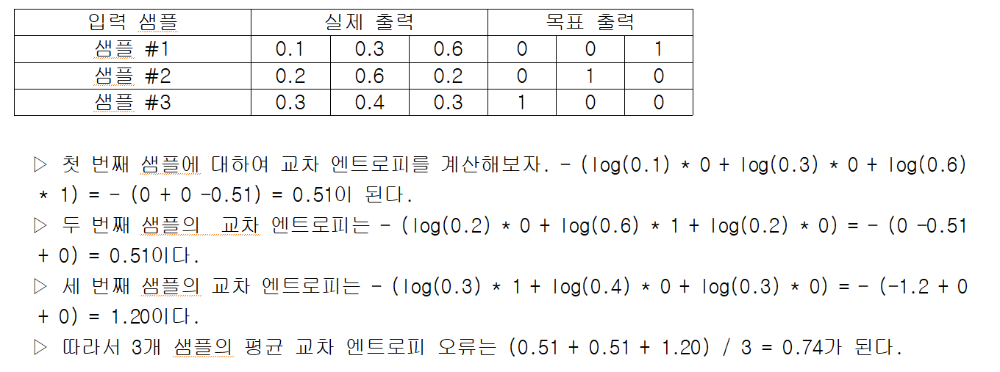 입력 샘플 실제 출력 목표 출력
샘플 #1 0.1 0.3 0.6 0 0 1
샘플 #2 0.2 0.6 0.2 0 1 0
샘플 #3 0.3 0.4 0.3 1 0 0
▷ 첫 번째 샘플에 대하여 교차 엔트로피를 계산해보자. - (log(0.1) * 0 + log(0.3) * 0 + log(0.6)
* 1) = - (0 + 0 -0.51) = 0.51이 된다.
▷ 두 번째 샘플의 교차 엔트로피는 - (log(0.2) * 0 + log(0.6) * 1 + log(0.2) * 0) = - (0 -0.51
+ 0) = 0.51이다.
▷ 세 번째 샘플의 교차 엔트로피는 - (log(0.3) * 1 + log(0.4) * 0 + log(0.3) * 0) = - (-1.2 + 0
+ 0) = 1.20이다.
▷ 따라서 3개 샘플의 평균 교차 엔트로피 오류는 (0.51 + 0.51 + 1.20) / 3 = 0.74가 된다.